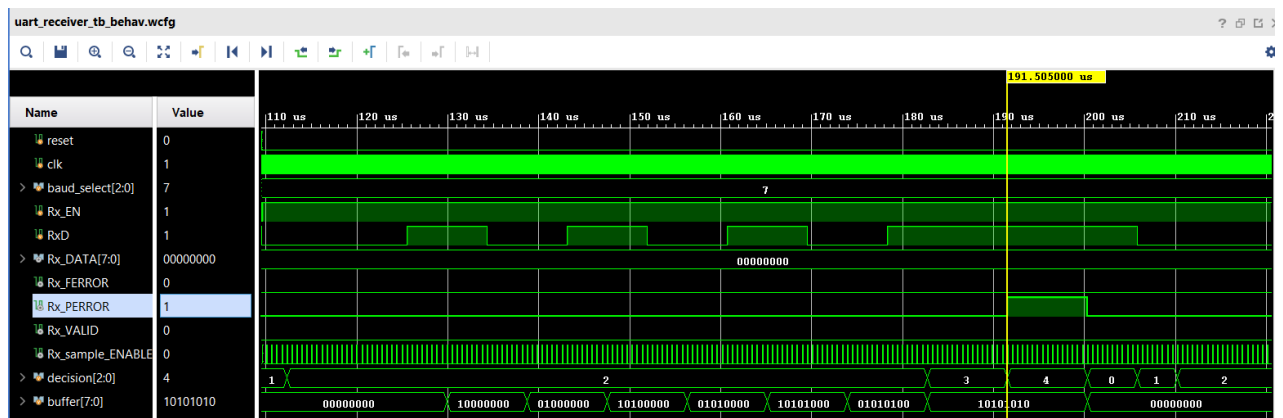 uart_receiver_tb_behav.wcfg
191.505000 us
Name Value 110 us 120 us 130 us 140 us 150 us 160 us 170 us 180 us 190 us 200 us 210 us 2
reset 0
clk 1
baud_select[2:0] 7 7
Rx_EN 1
RxD 1
Rx_DATA[7:0] 00000000 00000000
Rx_FERROR 0
Rx_PERROR 1
Rx_VALID 0
Rx_sample_ENABLE 0
decision[2:0] 4 1 2 3 4 0 1 2
buffer[7:0] 10101010 00000000 10000000 01000000 10100000 01010000 10101000 01010100 10101010 00000000